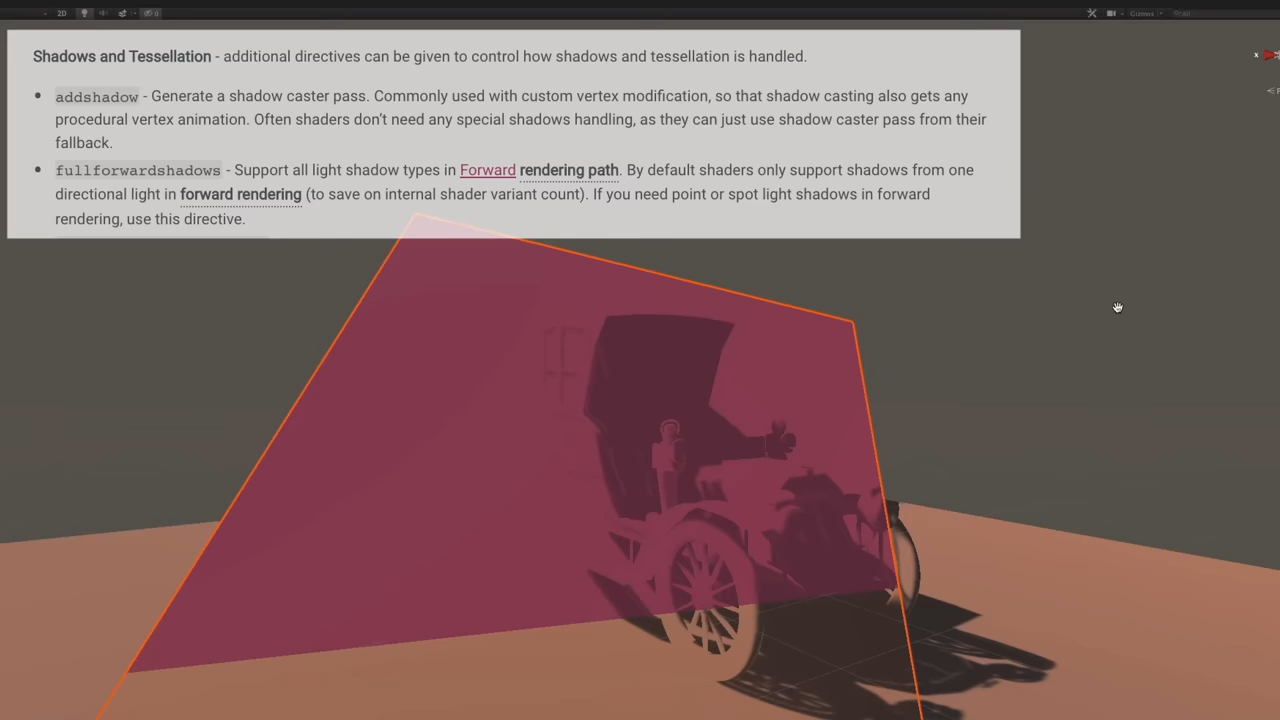 2D
0
Gizmos
All
Shadows and Tessellation - additional directives can be given to control how shadows and tessellation is handled.
• addshadow - Generate a shadow caster pass. Commonly used with custom vertex modification, so that shadow casting also gets any
procedural vertex animation. Often shaders don’t need any special shadows handling, as they can just use shadow caster pass from their
fallback.
• fullforwardshadows - Support all light shadow types in Forward rendering path. By default shaders only support shadows from one
directional light in forward rendering (to save on internal shader variant count). If you need point or spot light shadows in forward
rendering, use this directive.
x